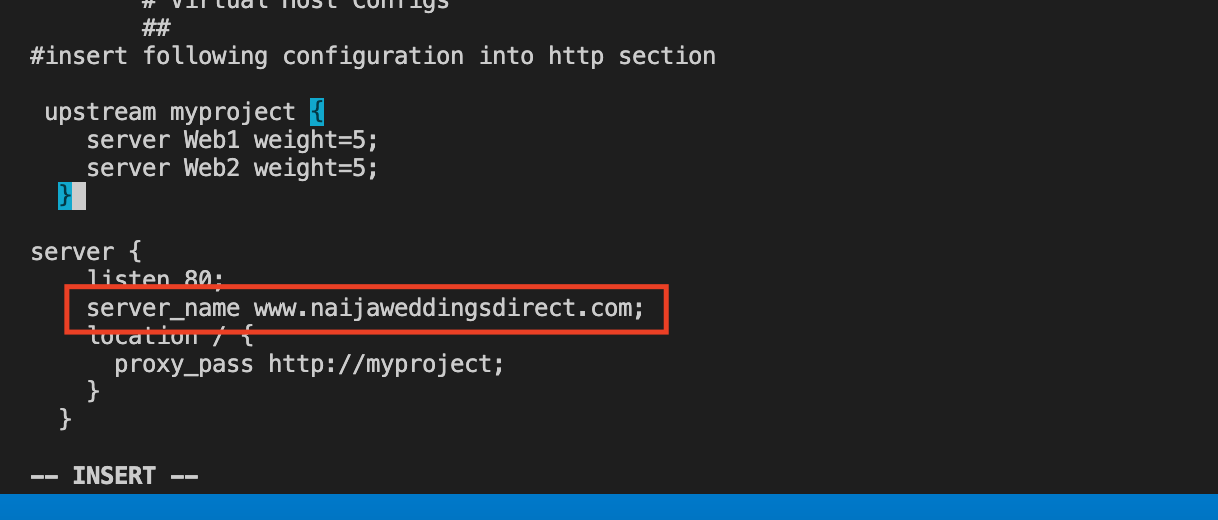 # Virtual Host Configs
##
#insert following configuration into http section
upstream myproject {
server Web1 weight=5;
server Web2 weight=5;
}
server {
listen 80;
server_name www.naijaweddingsdirect.com;
location / {
proxy_pass http://myproject;
}
}
-- INSERT --